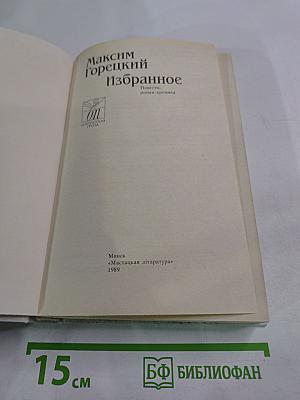 Максим
Горецкий
Избранное
Повести,
роман-хроника
Минск
«Мастацкая літаратура»
1989
15 см
БФ БИБЛИОФАН